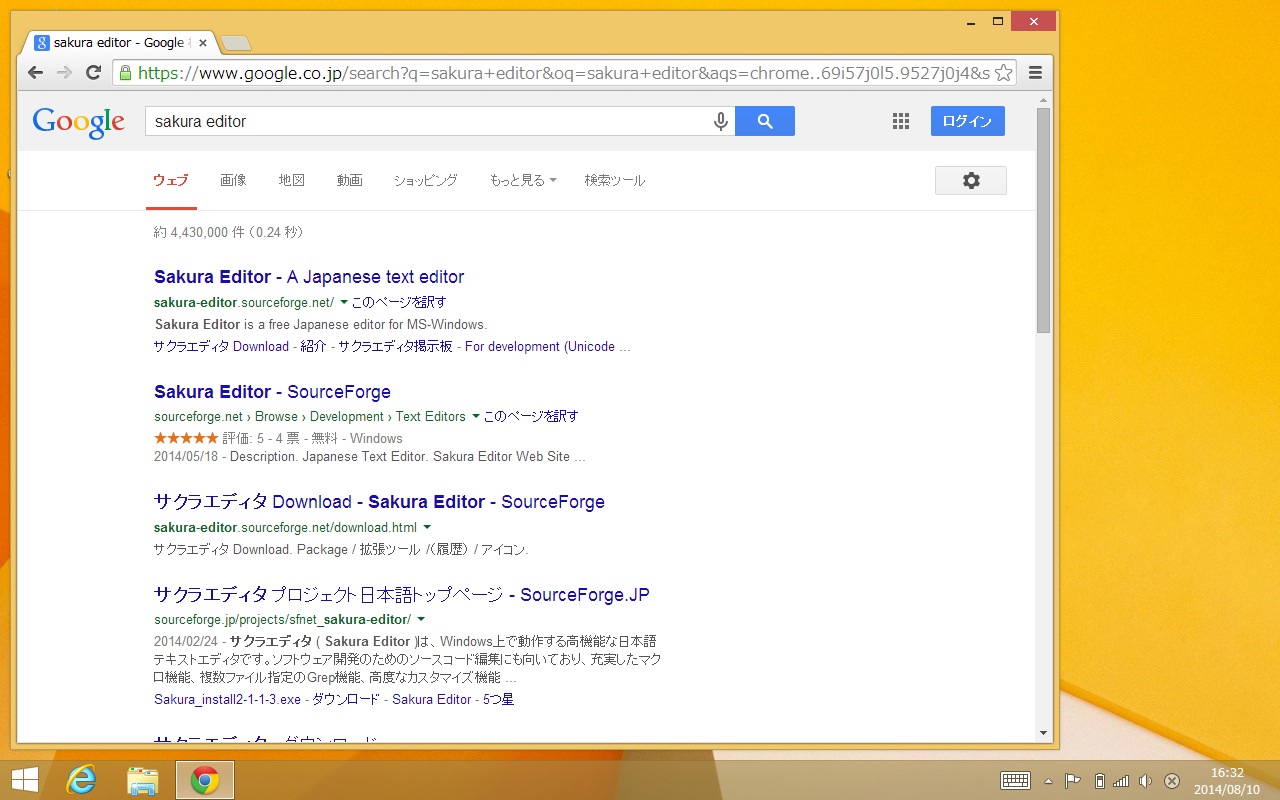 sakura editor - Google
https://www.google.co.jp/search?q=sakura+editor&oq=sakura+editor&aqs=chrome..69i57j0l5.9527j0j4&s
Google
sakura editor
ログイン
ウェブ 画像 地図 動画 ショッピング もっと見る 検索ツール
約 4,430,000 件 (0.24 秒)
Sakura Editor - A Japanese text editor
sakura-editor.sourceforge.net/ このページを訳す
Sakura Editor is a free Japanese editor for MS-Windows.
サクラエディタ Download - 紹介 - サクラエディタ掲示板 - For development (Unicode ...
Sakura Editor - SourceForge
sourceforge.net › Browse › Development › Text Editors このページを訳す
★★★★★ 評価: 5 - 4 票 - 無料 - Windows
2014/05/18 - Description. Japanese Text Editor. Sakura Editor Web Site ...
サクラエディタ Download - Sakura Editor - SourceForge
sakura-editor.sourceforge.net/download.html
サクラエディタ Download. Package / 拡張ツール /(履歴) / アイコン.
サクラエディタ プロジェクト日本語トップページ - SourceForge.JP
sourceforge.jp/projects/sfnet_sakura-editor/
2014/02/24 - サクラエディタ ( Sakura Editor )は、Windows上で動作する高機能な日本語
テキストエディタです。ソフトウェア開発のためのソースコード編集にも向いており、充実したマク
ロ機能、複数ファイル指定のGrep機能、高度なカスタマイズ機能 ...
Sakura_install2-1-1-3.exe - ダウンロード - Sakura Editor - 5つ星
サクラエディタ - ダウンロード
16:32
2014/08/10